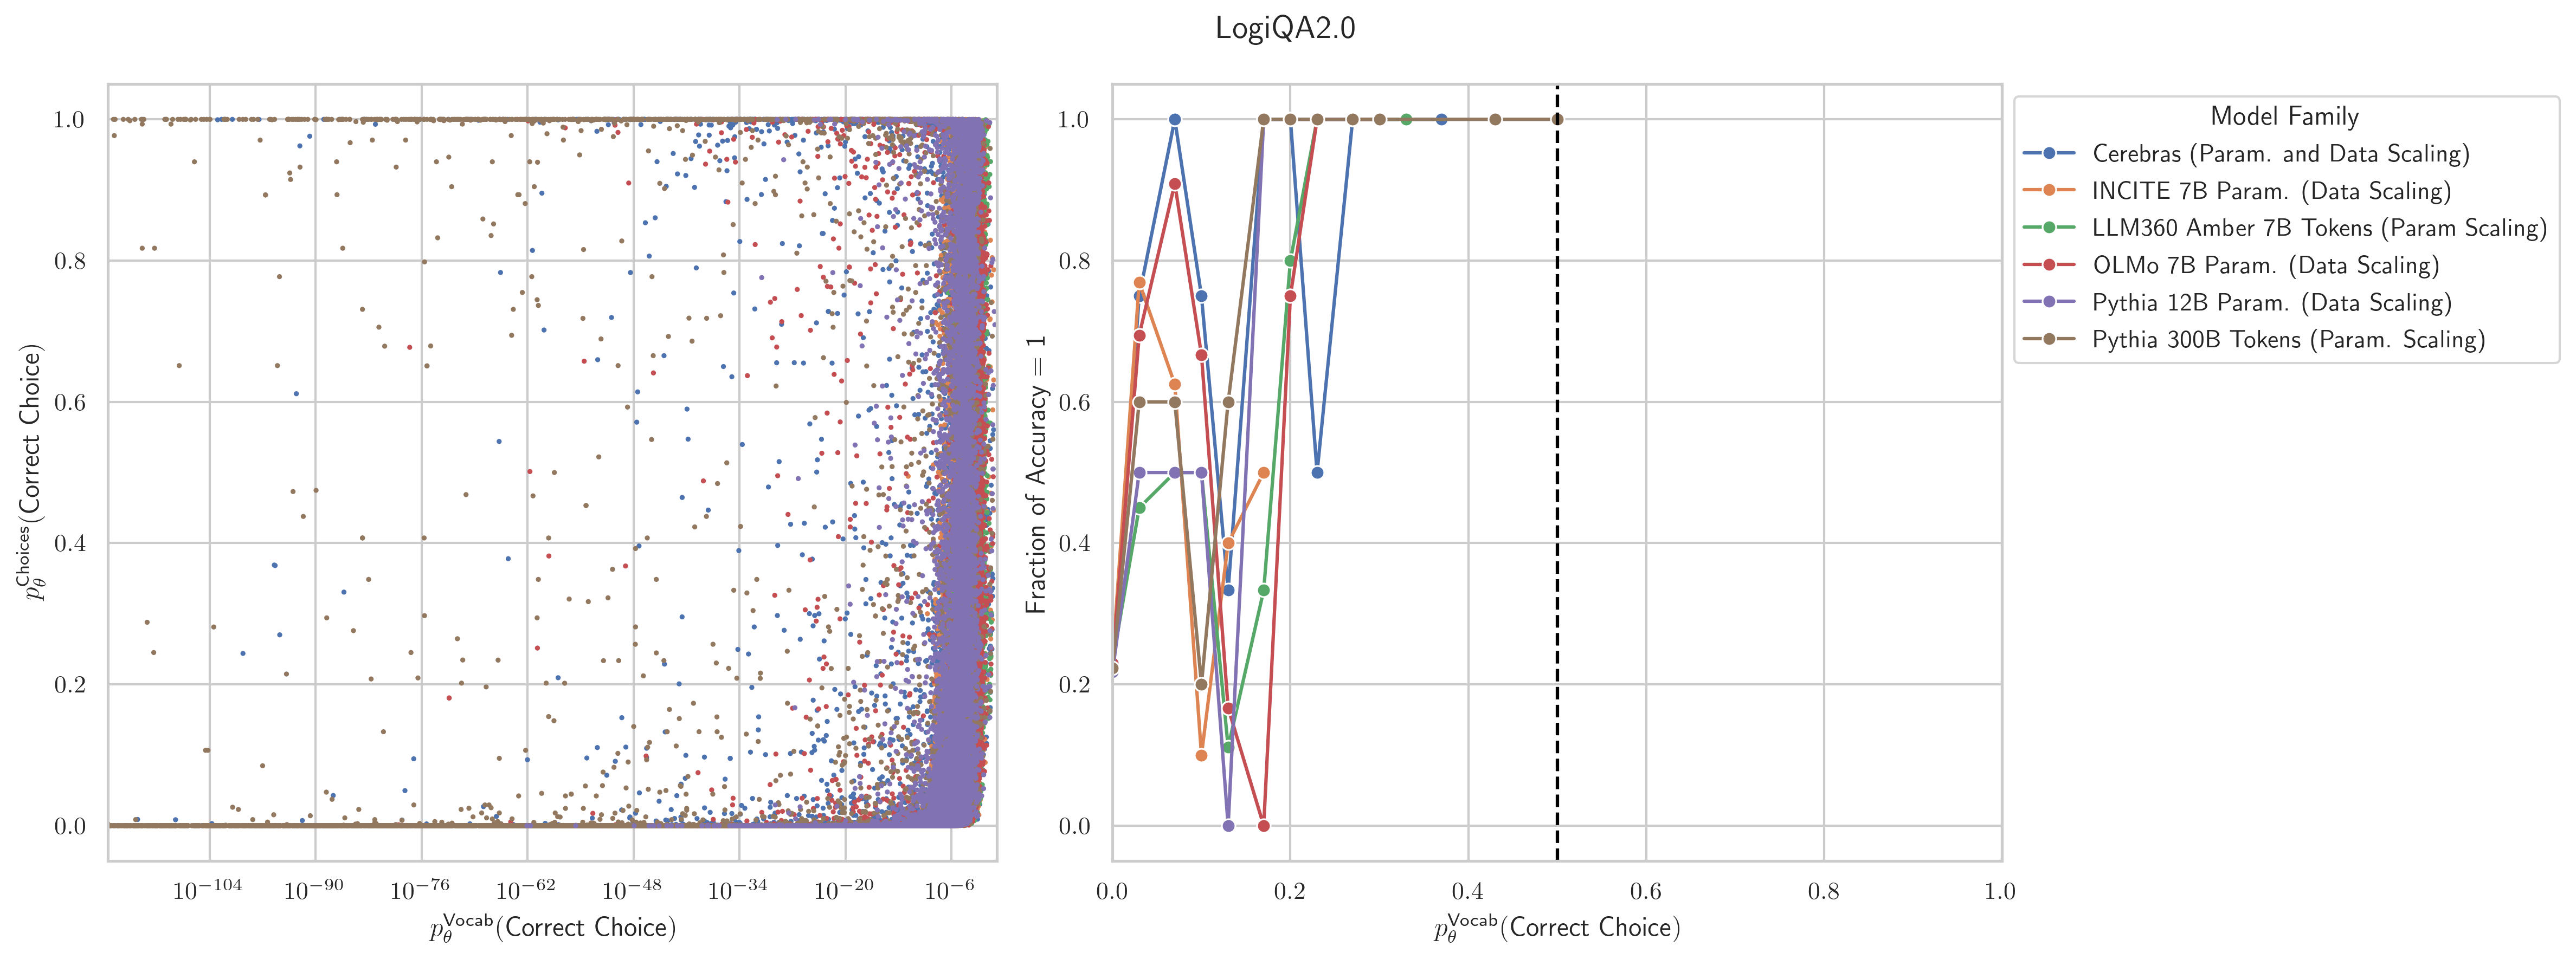 LogiQA2.0
1.0
0.8
0.6
0.4
0.2
0.0
p_θ^Choices(Correct Choice)
10^−104 10^−90 10^−76 10^−62 10^−48 10^−34 10^−20 10^−6
p_θ^Vocab(Correct Choice)
1.0
0.8
0.6
0.4
0.2
0.0
Fraction of Accuracy = 1
0.0 0.2 0.4 0.6 0.8 1.0
p_θ^Vocab(Correct Choice)
Model Family
Cerebras (Param. and Data Scaling)
INCITE 7B Param. (Data Scaling)
LLM360 Amber 7B Tokens (Param Scaling)
OLMo 7B Param. (Data Scaling)
Pythia 12B Param. (Data Scaling)
Pythia 300B Tokens (Param. Scaling)